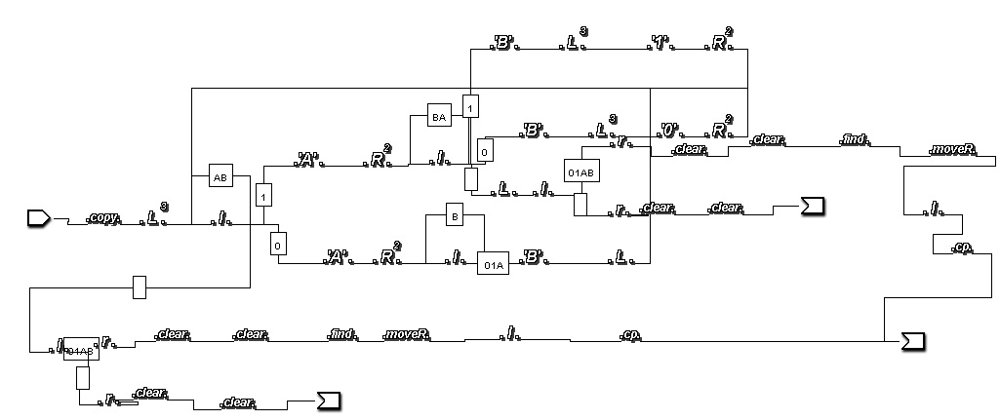 .'B'. .L.³ .'1'. .R.²
BA 1
.'B'. .L.³ .'0'. .R.²
.'A'. .R.² .l. 0 .r. .clear. .clear. .find. .moveR.
AB 01AB
1 .L. .l.
.copy. .L.³ .l. B .r. .clear. .clear. .l.
0 .'A'. .R.² .l. 01A .'B'. .L. .cp.
.l. 01AB .r. .clear. .clear. .find. .moveR. .l. .cp.
.r. .clear. .clear.